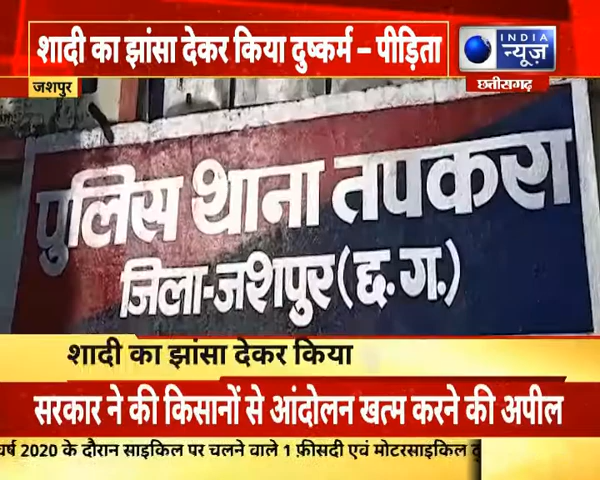 शादी का झांसा देकर किया दुष्कर्म – पीड़िता
INDIA
न्यूज़
छत्तीसगढ़
जशपुर
पुलिस थाना तपकरा
जिला-जशपुर (छ.ग.)
शादी का झांसा देकर किया
सरकार ने की किसानों से आंदोलन खत्म करने की अपील
वर्ष 2020 के दौरान साइकिल पर चलने वाले 1 फ़ीसदी एवं मोटरसाइकिल